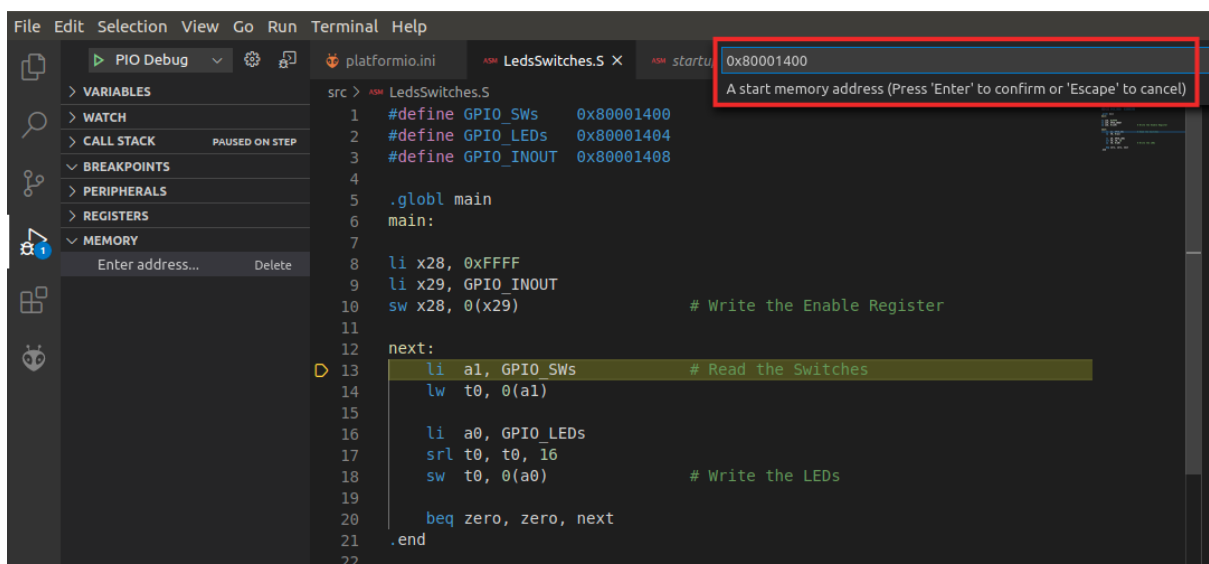 File Edit Selection View Go Run Terminal Help
PIO Debug
platformio.ini
ASM LedsSwitches.S
ASM startu
0x80001400
A start memory address (Press 'Enter' to confirm or 'Escape' to cancel)
VARIABLES
WATCH
CALL STACK PAUSED ON STEP
BREAKPOINTS
PERIPHERALS
REGISTERS
MEMORY
Enter address... Delete
1
src > ASM LedsSwitches.S
1 #define GPIO_SWs 0x80001400
2 #define GPIO_LEDs 0x80001404
3 #define GPIO_INOUT 0x80001408
4
5 .globl main
6 main:
7
8 li x28, 0xFFFF
9 li x29, GPIO_INOUT
10 sw x28, 0(x29) # Write the Enable Register
11
12 next:
13 li a1, GPIO_SWs # Read the Switches
14 lw t0, 0(a1)
15
16 li a0, GPIO_LEDs
17 srl t0, t0, 16
18 sw t0, 0(a0) # Write the LEDs
19
20 beq zero, zero, next
21 .end
22